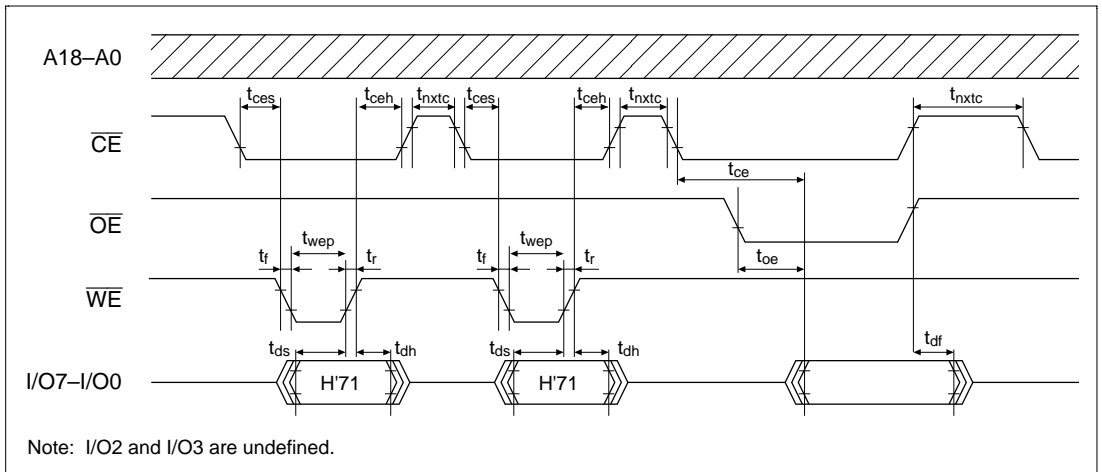 A18–A0
tces tceh tnxtc tces tceh tnxtc tnxtc
CE
tce
OE
twep twep toe
tf tr tf tr
WE
tds tdh tds tdh tdf
I/O7–I/O0 H'71 H'71
Note: I/O2 and I/O3 are undefined.